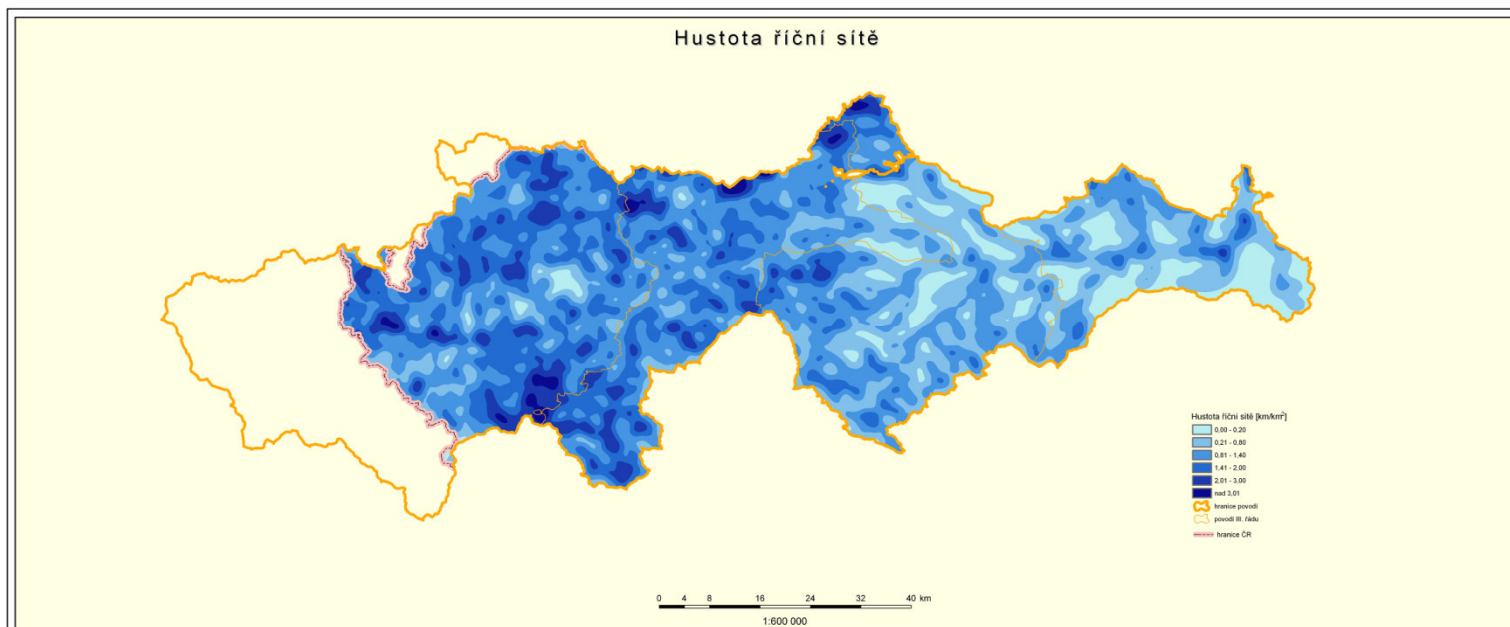 Hustota říční sítě
Hustota říční sítě [km/km²]
0,00 - 0,20
0,21 - 0,80
0,81 - 1,40
1,41 - 2,00
2,01 - 3,00
nad 3,01
hranice povodí
povodí III. řádu
hranice ČR
0 4 8 16 24 32 40 km
1:600 000